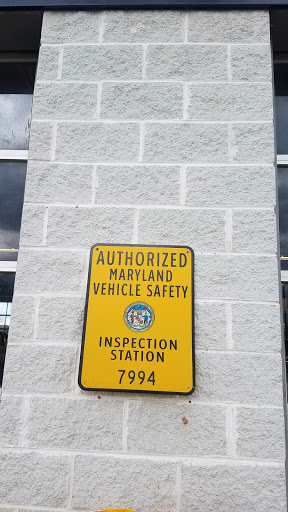 AUTHORIZED
MARYLAND
VEHICLE SAFETY
INSPECTION
STATION
7994